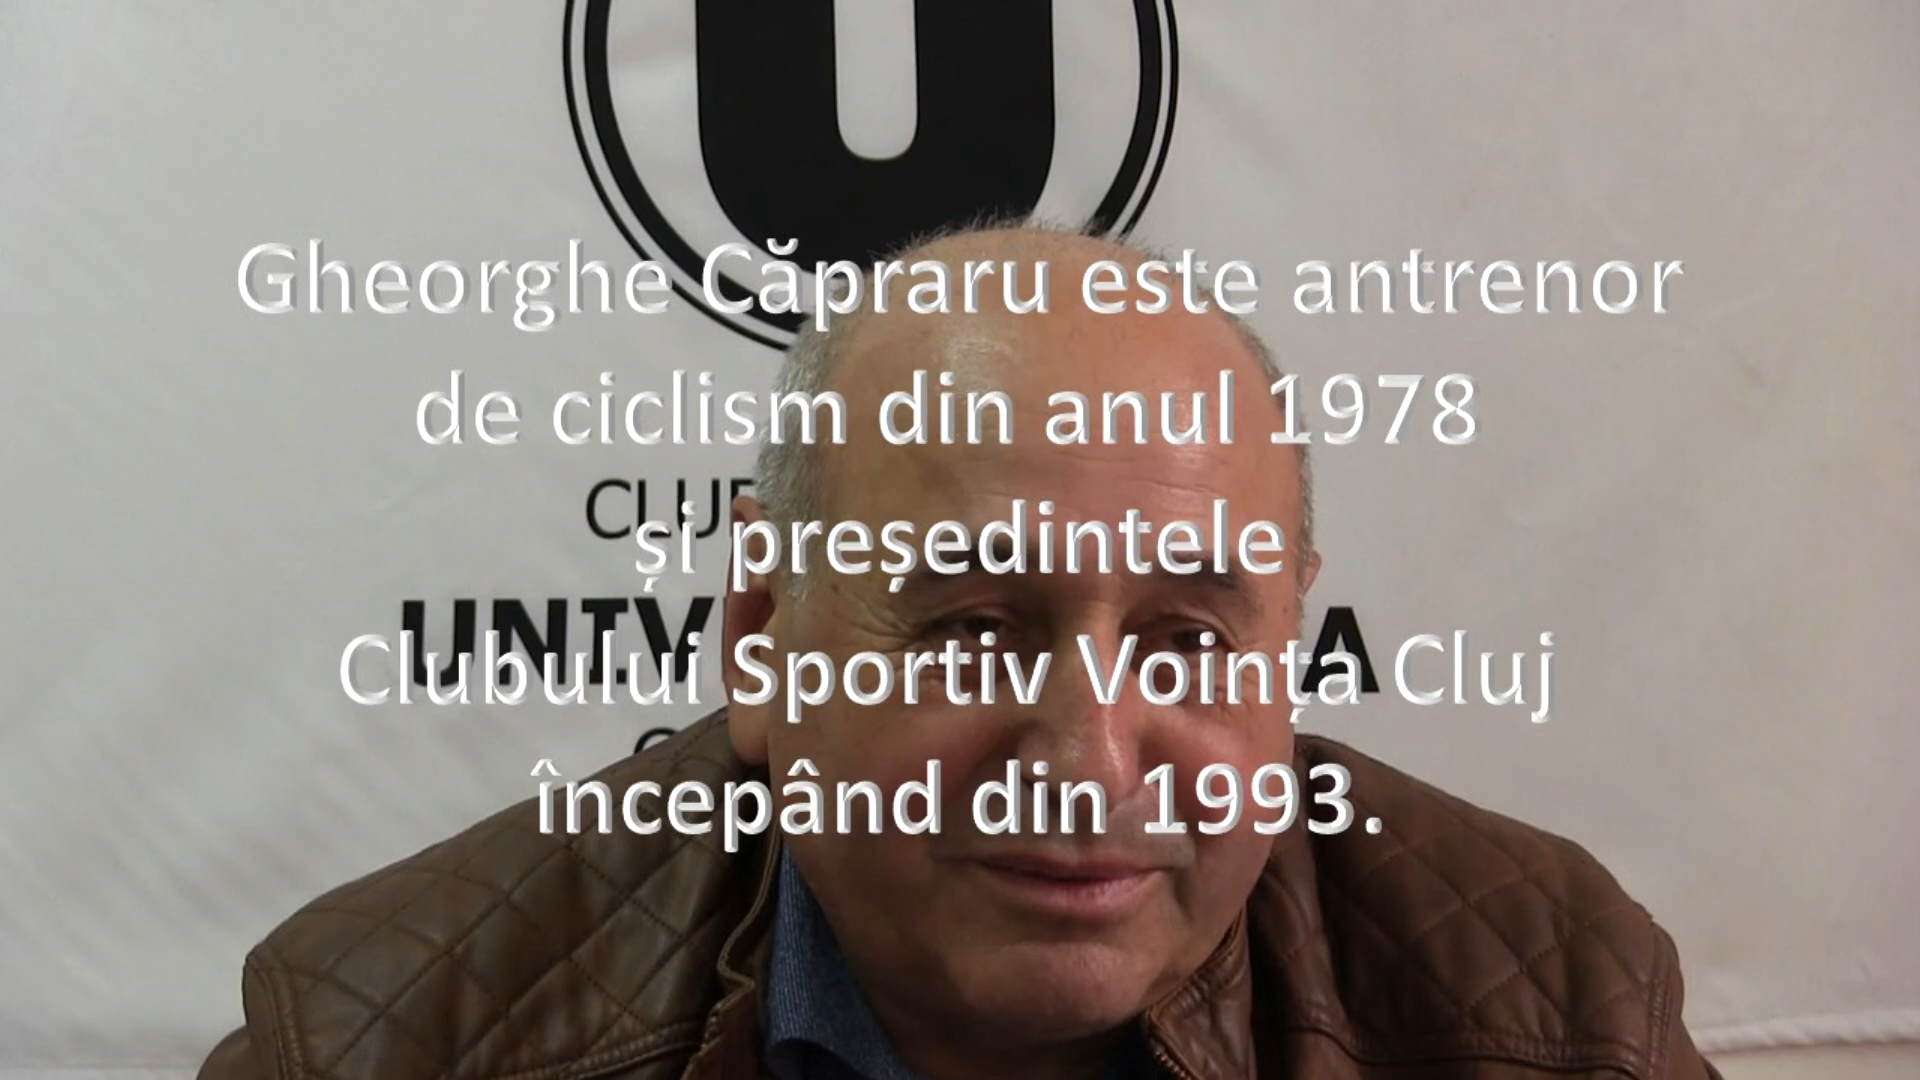 U
Gheorghe Căpraru este antrenor
de ciclism din anul 1978
și președintele
Clubului Sportiv Voința Cluj
începând din 1993.